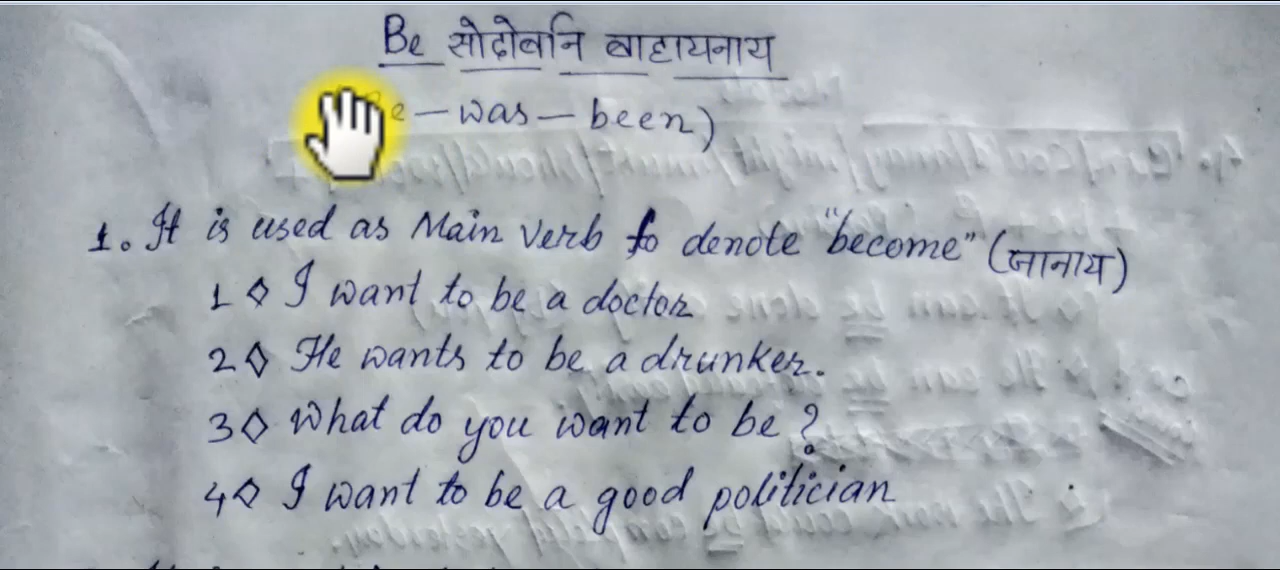 Be सोदोबनि बाहायनाय
– was – been)
1. It is used as Main verb to denote "become" (जानाय)
1◇ I want to be a doctor
2◇ He wants to be a drunker.
3◇ What do you want to be?
4◇ I want to be a good politician